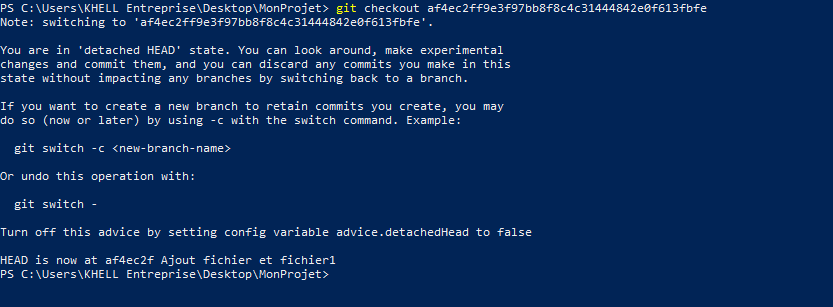 PS C:\Users\KHELL Entreprise\Desktop\MonProjet> git checkout af4ec2ff9e3f97bb8f8c4c31444842e0f613fbfe
Note: switching to 'af4ec2ff9e3f97bb8f8c4c31444842e0f613fbfe'.
You are in 'detached HEAD' state. You can look around, make experimental
changes and commit them, and you can discard any commits you make in this
state without impacting any branches by switching back to a branch.
If you want to create a new branch to retain commits you create, you may
do so (now or later) by using -c with the switch command. Example:
git switch -c <new-branch-name>
Or undo this operation with:
git switch -
Turn off this advice by setting config variable advice.detachedHead to false
HEAD is now at af4ec2f Ajout fichier et fichier1
PS C:\Users\KHELL Entreprise\Desktop\MonProjet>